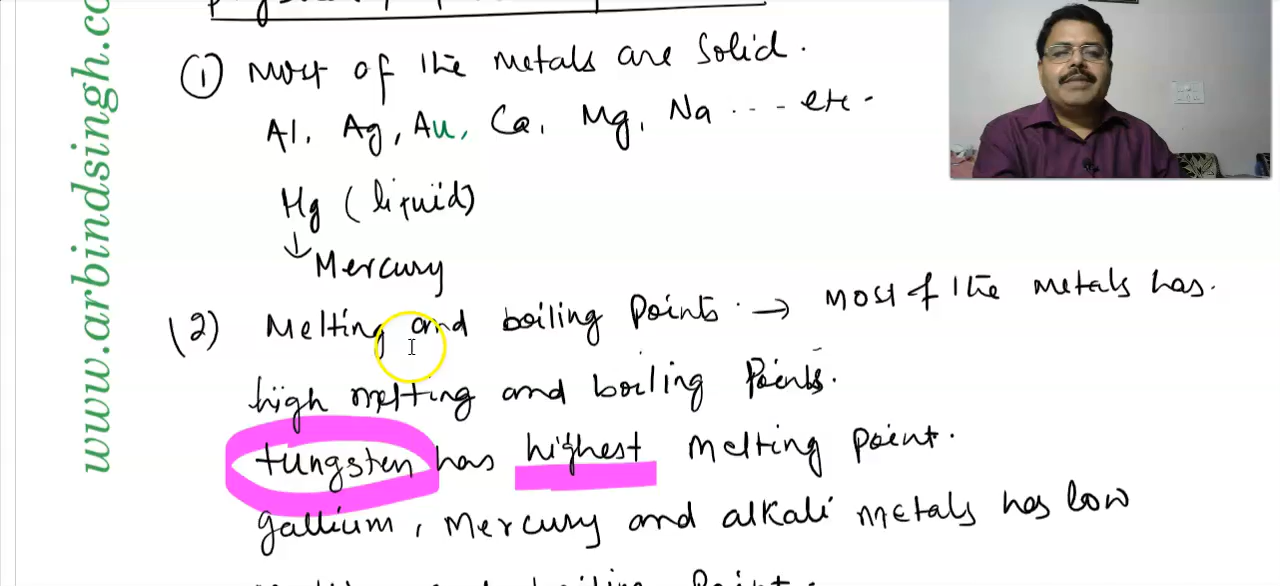 ① Most of the metals are solid.
Al, Ag, Au, Ca, Mg, Na .... etc.
Hg (liquid)
↓ Mercury
(2) Melting and boiling Points. → Most of the metals has.
high melting and boiling Points.
tungsten has highest melting point.
gallium, Mercury and alkali metals has low
boiling Point.
www.arbindsingh.co